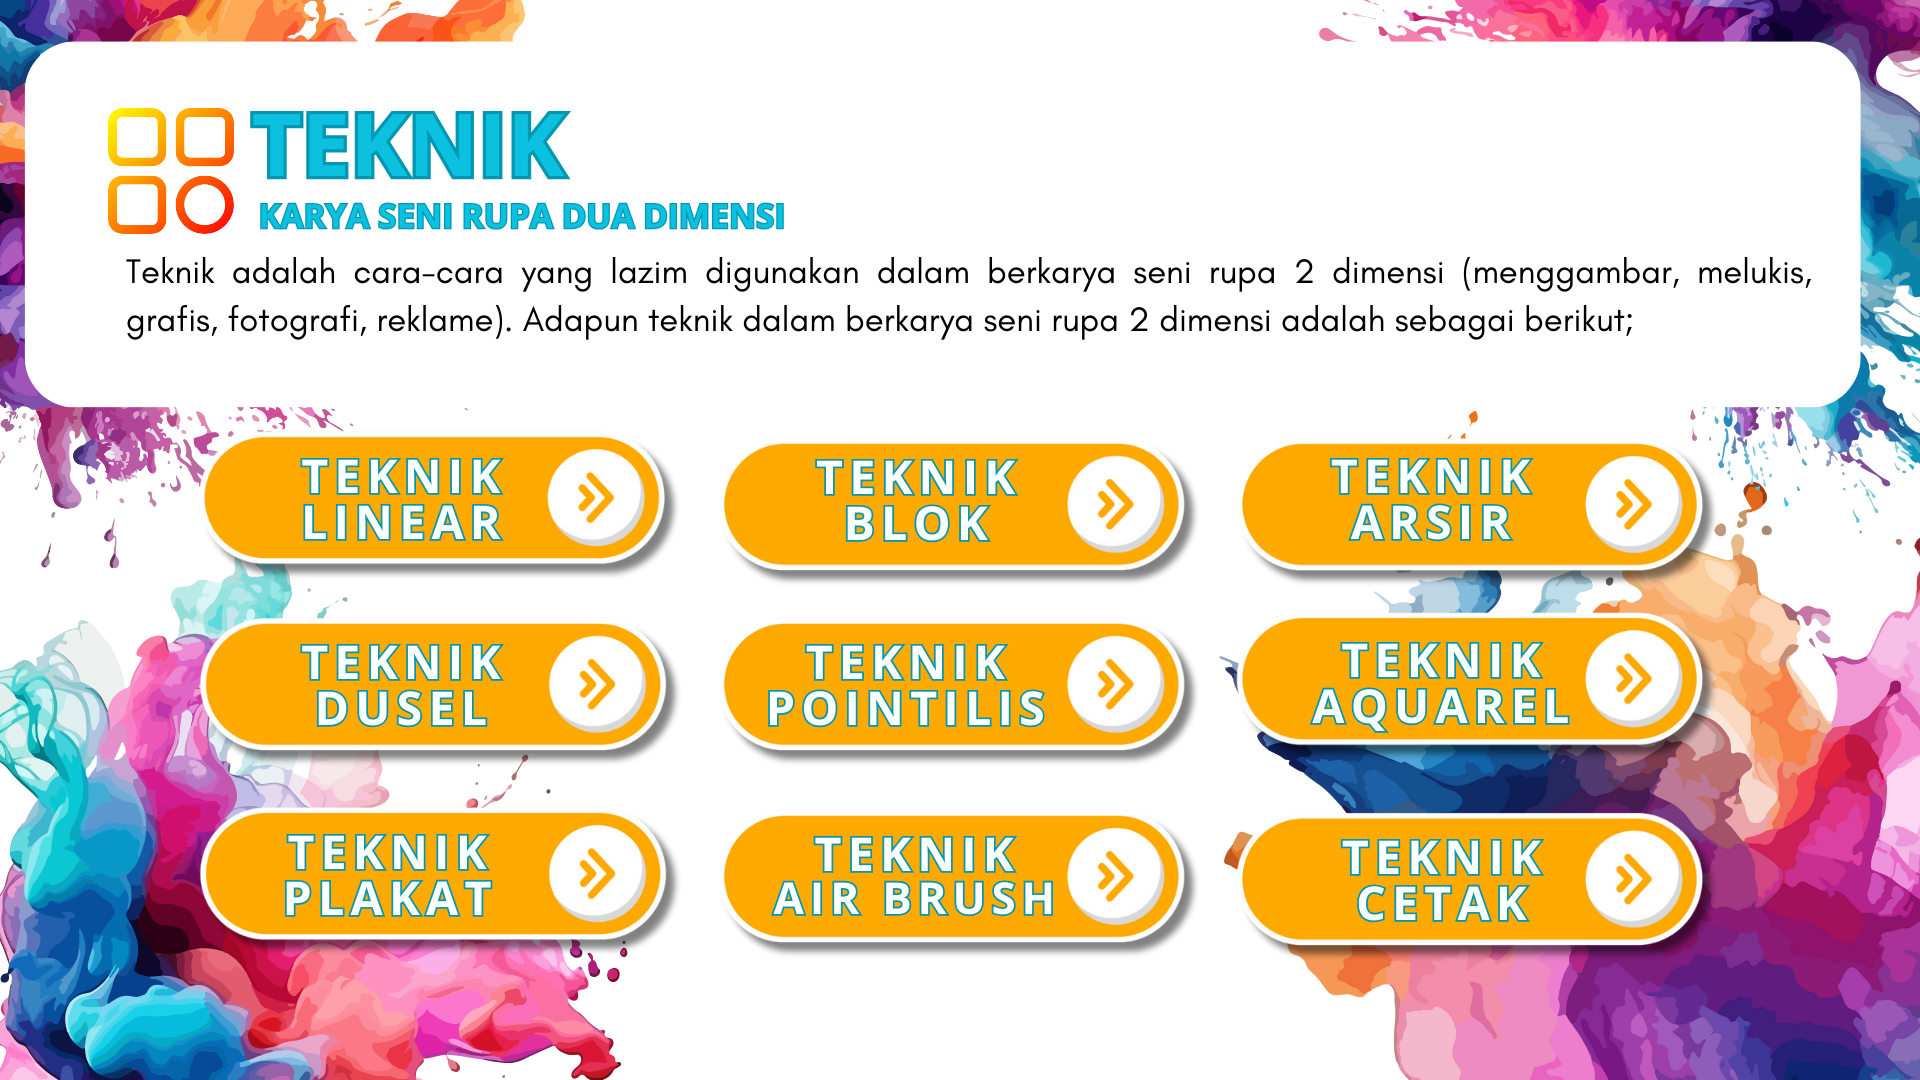 TEKNIK
KARYA SENI RUPA DUA DIMENSI
Teknik adalah cara-cara yang lazim digunakan dalam berkarya seni rupa 2 dimensi (menggambar, melukis,
grafis, fotografi, reklame). Adapun teknik dalam berkarya seni rupa 2 dimensi adalah sebagai berikut;
TEKNIK
LINEAR
TEKNIK
BLOK
TEKNIK
ARSIR
TEKNIK
DUSEL
TEKNIK
POINTILIS
TEKNIK
AQUAREL
TEKNIK
PLAKAT
TEKNIK
AIR BRUSH
TEKNIK
CETAK